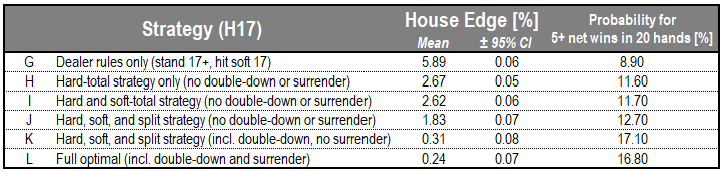 Strategy (H17) House Edge [%] Probability for
Mean ± 95% CI 5+ net wins in 20 hands [%]
G Dealer rules only (stand 17+, hit soft 17) 5.89 0.06 8.90
H Hard-total strategy only (no double-down or surrender) 2.67 0.05 11.60
I Hard and soft-total strategy (no double-down or surrender) 2.62 0.06 11.70
J Hard, soft, and split strategy (no double-down or surrender) 1.83 0.07 12.70
K Hard, soft, and split strategy (incl. double-down, no surrender) 0.31 0.08 17.10
L Full optimal (incl. double-down and surrender) 0.24 0.07 16.80